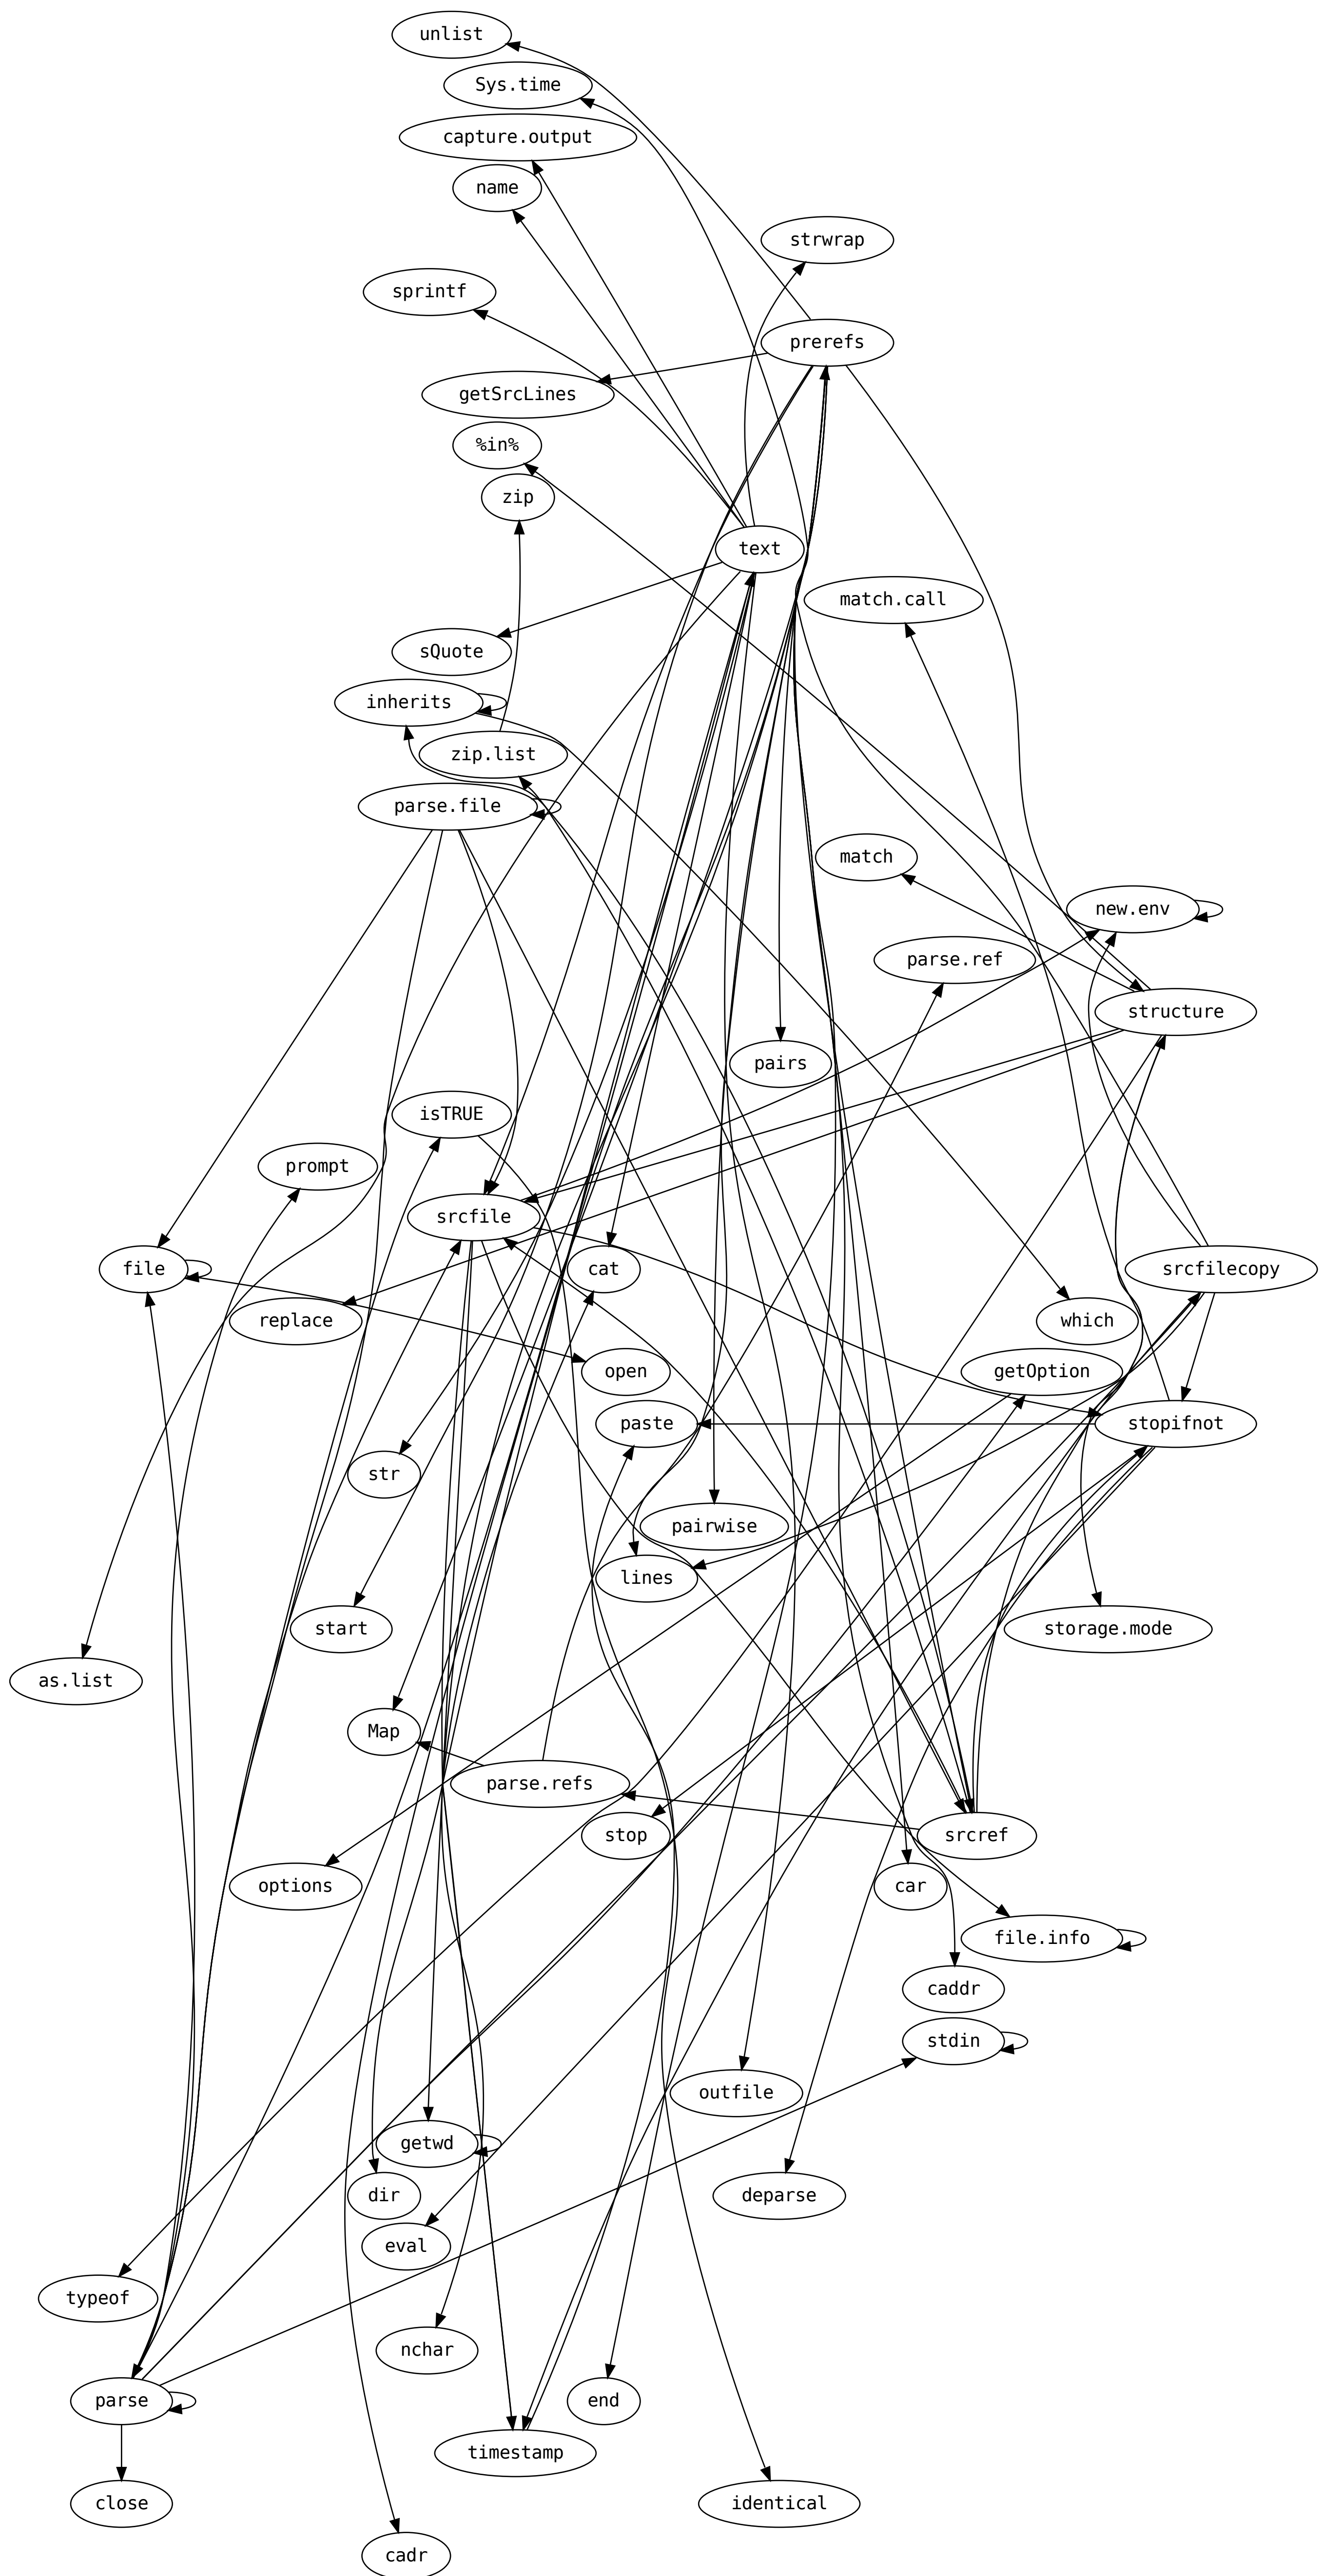 unlist
Sys.time
capture.output
name
strwrap
sprintf
prerefs
getSrcLines
%in%
zip
text
match.call
sQuote
inherits
zip.list
parse.file
match
new.env
parse.ref
structure
pairs
isTRUE
prompt
srcfile
file
cat
srcfilecopy
replace
which
open
getOption
paste
stopifnot
str
pairwise
lines
start
storage.mode
as.list
Map
parse.refs
stop
srcref
options
car
file.info
caddr
stdin
outfile
getwd
dir
deparse
eval
typeof
nchar
parse
end
timestamp
close
identical
cadr